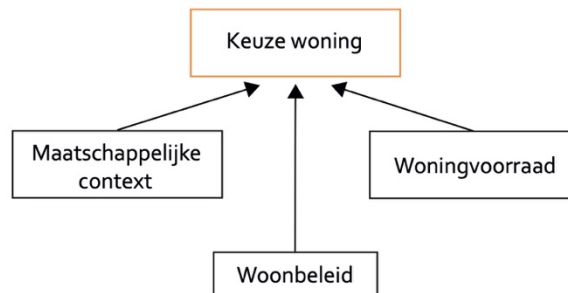 Keuze woning
Maatschappelijke
context
Woningvoorraad
Woonbeleid